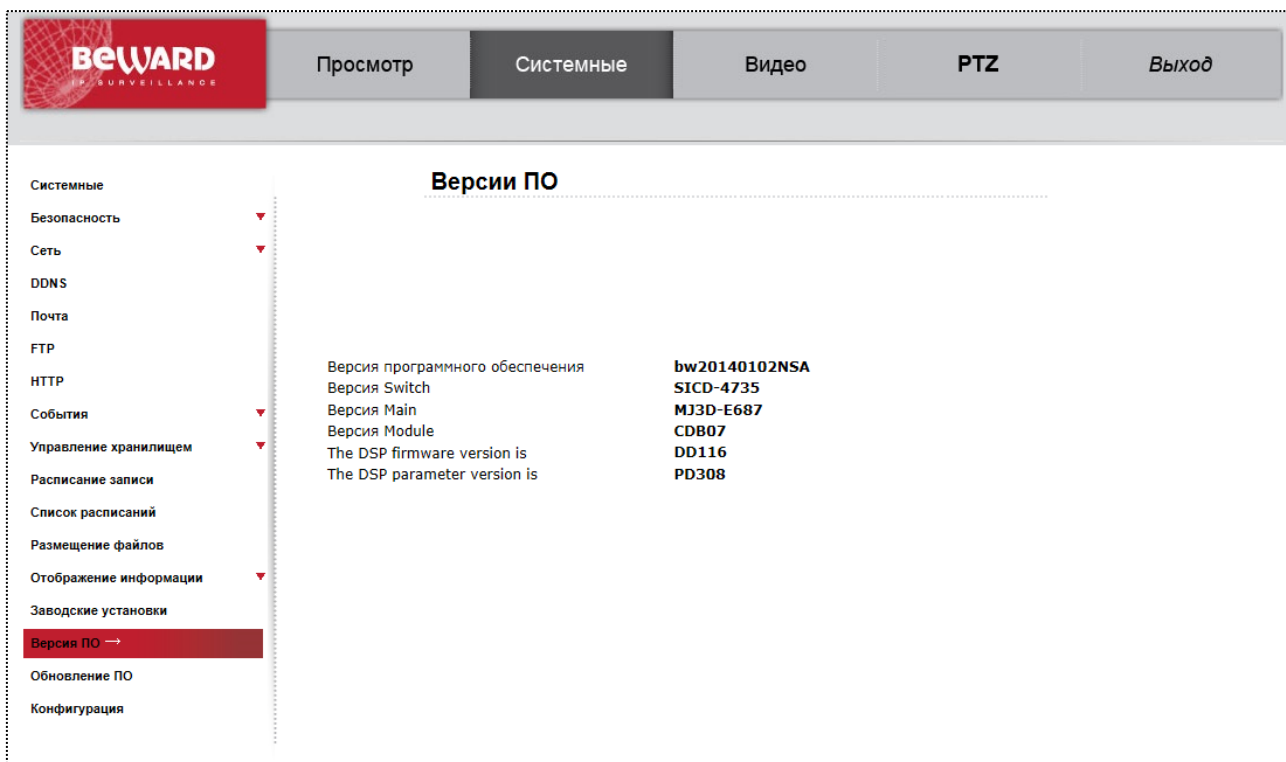 BEWARD
IP SURVEILLANCE
Просмотр
Системные
Видео
PTZ
Выход
Версии ПО
Системные
Безопасность
Сеть
DDNS
Почта
FTP
HTTP
События
Управление хранилищем
Расписание записи
Список расписаний
Размещение файлов
Отображение информации
Заводские установки
Версия ПО →
Обновление ПО
Конфигурация
Версия программного обеспечения bw20140102NSA
Версия Switch SICD-4735
Версия Main MJ3D-E687
Версия Module CDB07
The DSP firmware version is DD116
The DSP parameter version is PD308